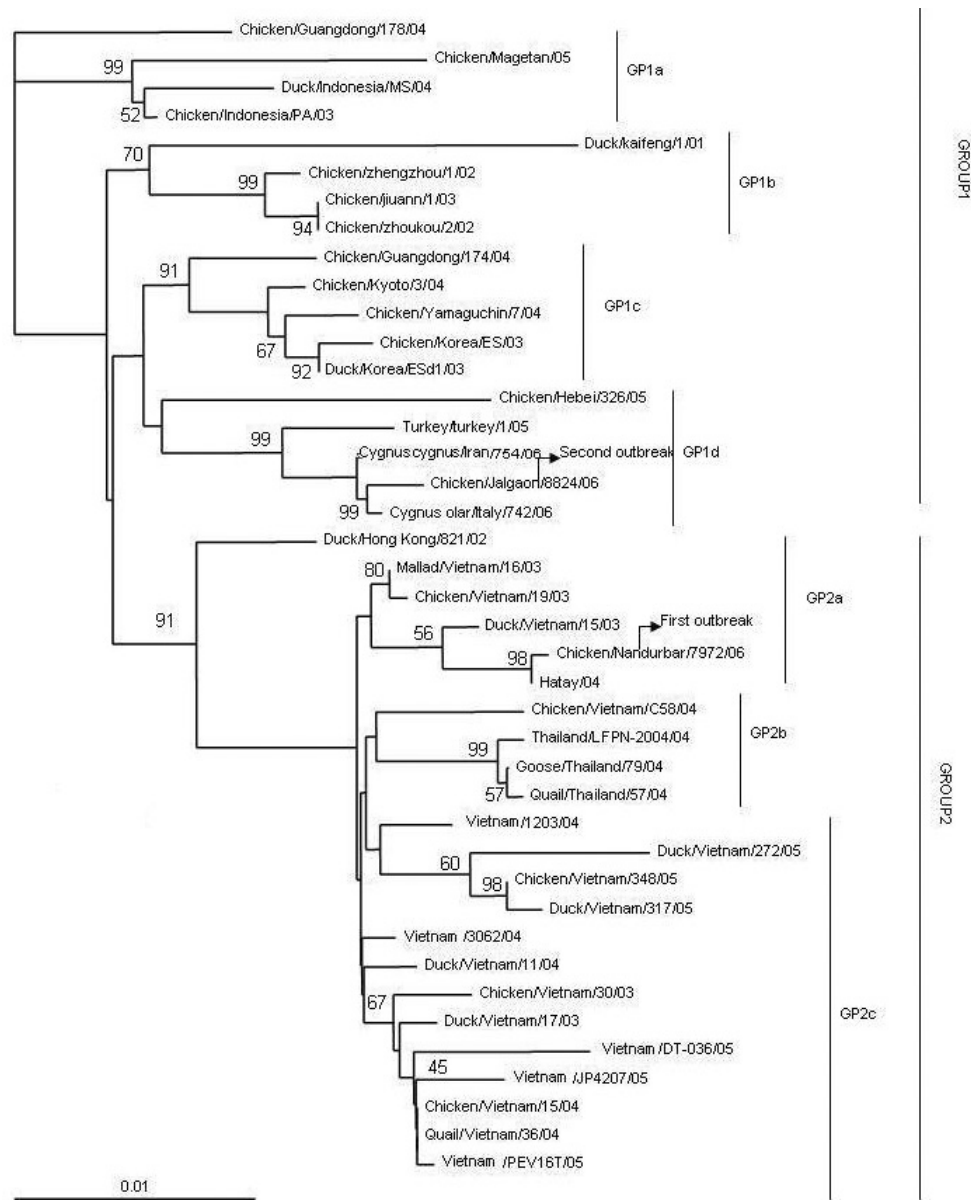 Chicken/Guangdong/178/04
Chicken/Magetan/05
99
GP1a
Duck/Indonesia/MS/04
52
Chicken/Indonesia/PA/03
GROUP1
70
Duck/kaifeng/1/01
99
Chicken/zhengzhou/1/02
GP1b
Chicken/jiuann/1/03
94
Chicken/zhoukou/2/02
Chicken/Guangdong/174/04
91
Chicken/Kyoto/3/04
GP1c
Chicken/Yamaguchin/7/04
67
Chicken/Korea/ES/03
92
Duck/Korea/ESd1/03
Chicken/Hebei/326/05
Turkey/turkey/1/05
99
Cygnuscygnus/Iran/754/06
Second outbreak
GP1d
Chicken/Jalgaon/8824/06
99
Cygnus olar/Italy/742/06
Duck/Hong Kong/821/02
Mallad/Vietnam/16/03
80
Chicken/Vietnam/19/03
GP2a
91
First outbreak
56
Duck/Vietnam/15/03
98
Chicken/Nandurbar/7972/06
Hatay/04
Chicken/Vietnam/C58/04
GP2b
99
Thailand/LFPN-2004/04
Goose/Thailand/79/04
57
Quail/Thailand/57/04
GROUP2
Vietnam/1203/04
Duck/Vietnam/272/05
60
Chicken/Vietnam/348/05
98
Duck/Vietnam/317/05
Vietnam /3062/04
Duck/Vietnam/11/04
67
Chicken/Vietnam/30/03
GP2c
Duck/Vietnam/17/03
Vietnam /DT-036/05
45
Vietnam /JP4207/05
Chicken/Vietnam/15/04
Quail/Vietnam/36/04
Vietnam /PEV16T/05
0.01